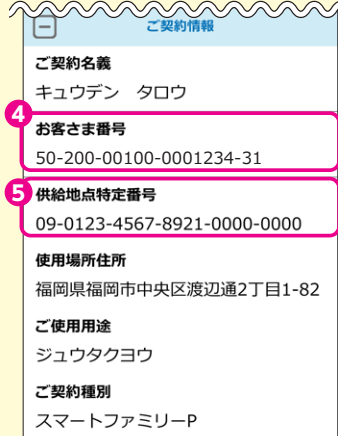 ご契約情報
ご契約名義
キュウデン　タロウ
4
お客さま番号
50-200-00100-0001234-31
5
供給地点特定番号
09-0123-4567-8921-0000-0000
使用場所住所
福岡県福岡市中央区渡辺通2丁目1-82
ご使用用途
ジュウタクヨウ
ご契約種別
スマートファミリーP